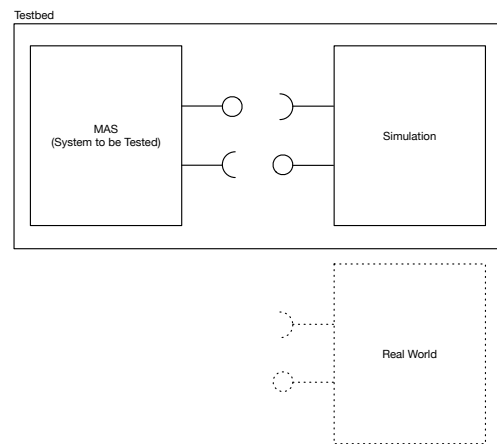 Testbed
MAS
(System to be Tested)
Simulation
Real World